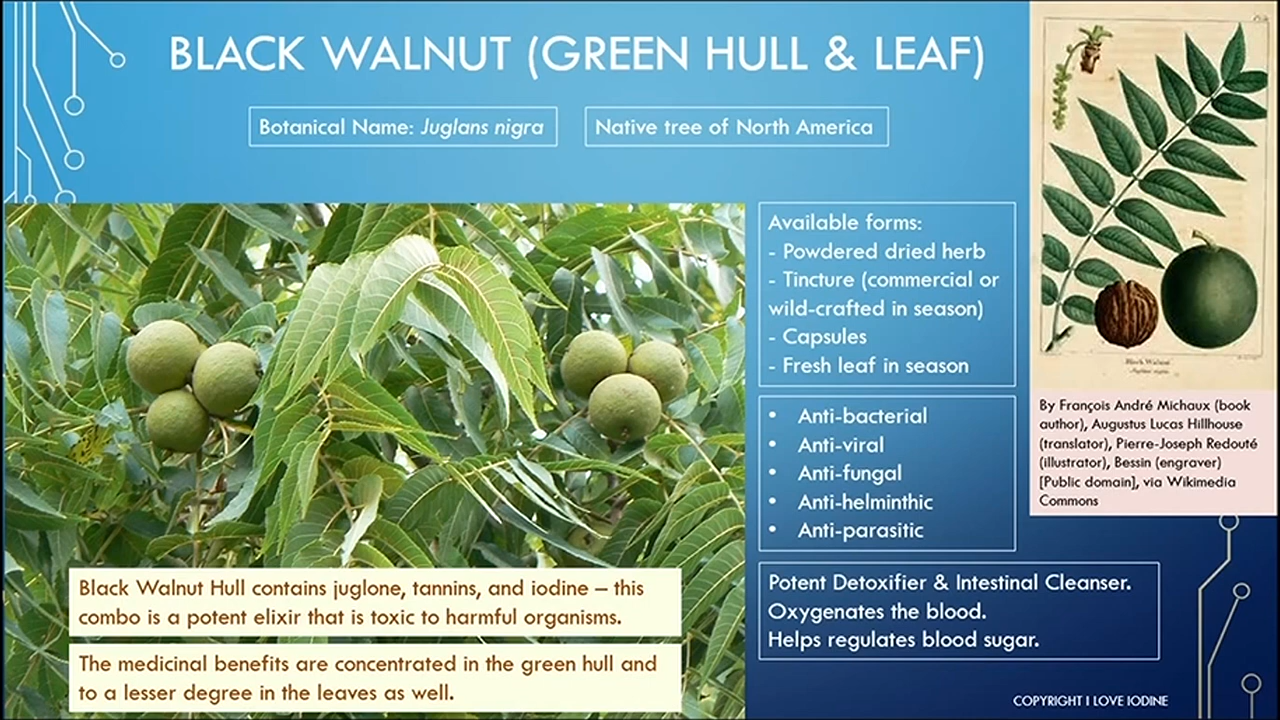 BLACK WALNUT (GREEN HULL & LEAF)
Botanical Name: Juglans nigra
Native tree of North America
Available forms:
- Powdered dried herb
- Tincture (commercial or
wild-crafted in season)
- Capsules
- Fresh leaf in season
• Anti-bacterial
• Anti-viral
• Anti-fungal
• Anti-helminthic
• Anti-parasitic
By François André Michaux (book
author), Augustus Lucas Hillhouse
(translator), Pierre-Joseph Redouté
(illustrator), Bessin (engraver)
[Public domain], via Wikimedia
Commons
Black Walnut Hull contains juglone, tannins, and iodine – this
combo is a potent elixir that is toxic to harmful organisms.
The medicinal benefits are concentrated in the green hull and
to a lesser degree in the leaves as well.
Potent Detoxifier & Intestinal Cleanser.
Oxygenates the blood.
Helps regulates blood sugar.
COPYRIGHT I LOVE IODINE